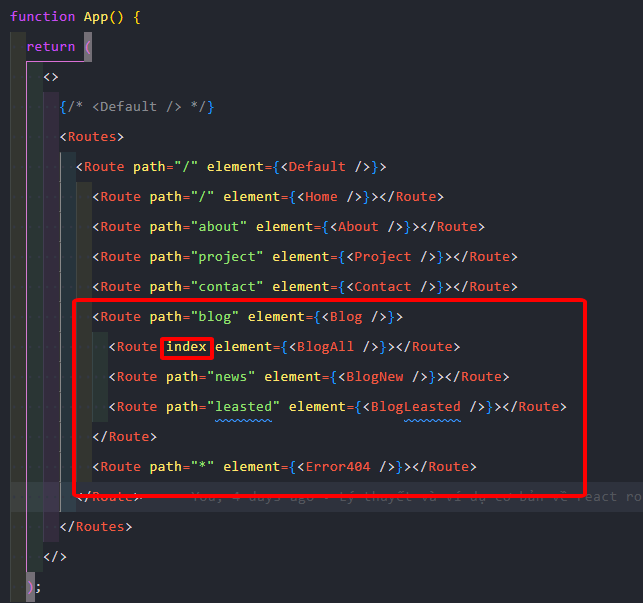 function App() {
return (
<>
{/* <Default /> */}
<Routes>
<Route path="/" element={<Default />}>
<Route path="/" element={<Home />}></Route>
<Route path="about" element={<About />}></Route>
<Route path="project" element={<Project />}></Route>
<Route path="contact" element={<Contact />}></Route>
<Route path="blog" element={<Blog />}>
<Route index element={<BlogAll />}></Route>
<Route path="news" element={<BlogNew />}></Route>
<Route path="leasted" element={<BlogLeasted />}></Route>
</Route>
<Route path="*" element={<Error404 />}></Route>
</Route> You, 4 days ago • Lý thuyết và ví dụ cơ bản về react ro
</Routes>
</>
);